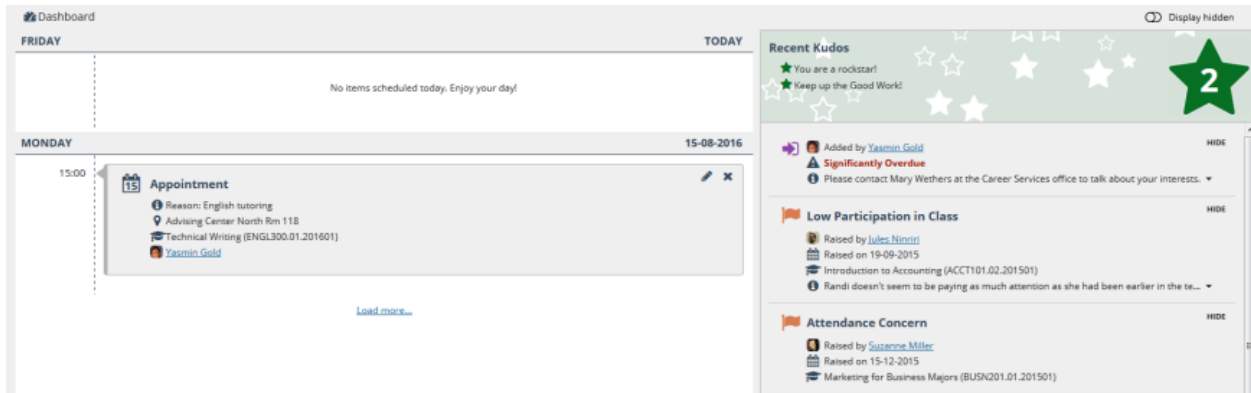 Dashboard
Display hidden
FRIDAY TODAY
No items scheduled today. Enjoy your day!
MONDAY 15-08-2016
15:00
15
Appointment
Reason: English tutoring
Advising Center North Rm 118
Technical Writing (ENGL300.01.201601)
Yasmin Gold
Load more...
Recent Kudos
You are a rockstar!
Keep up the Good Work!
2
Added by Yasmin Gold HIDE
Significantly Overdue
Please contact Mary Wethers at the Career Services office to talk about your interests.
Low Participation in Class HIDE
Raised by Jules Ninriri
Raised on 19-09-2015
Introduction to Accounting (ACCT101.02.201501)
Randi doesn't seem to be paying as much attention as she had been earlier in the te...
Attendance Concern HIDE
Raised by Suzanne Miller
Raised on 15-12-2015
Marketing for Business Majors (BUSN201.01.201501)